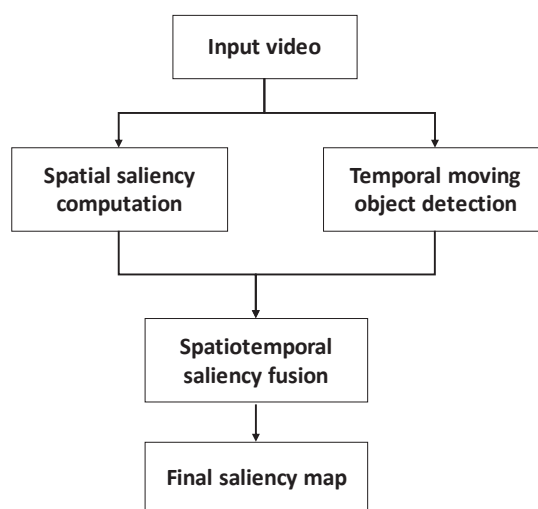 Input video
Spatial saliency
computation
Temporal moving
object detection
Spatiotemporal
saliency fusion
Final saliency map